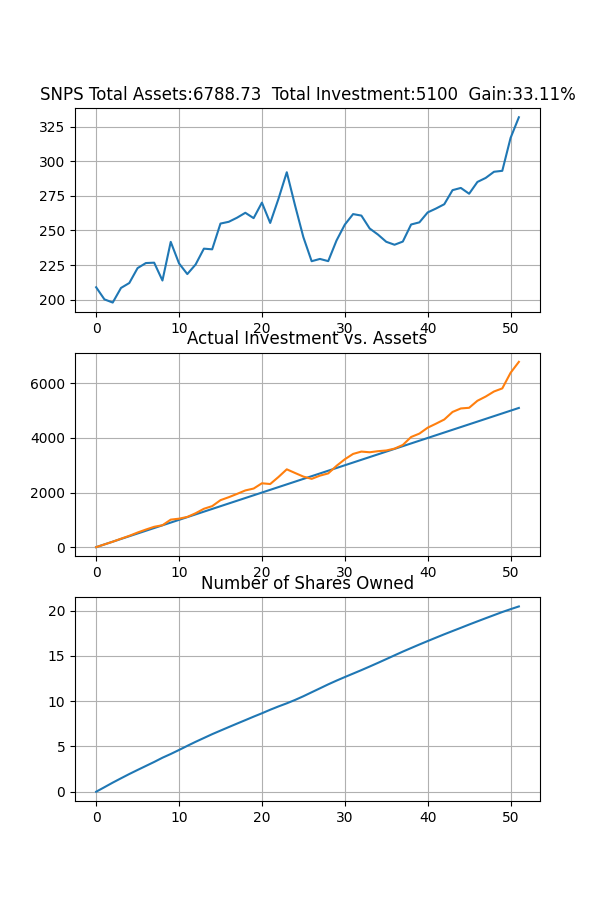 SNPS Total Assets:6788.73  Total Investment:5100  Gain:33.11%
325
300
275
250
225
200
0 10 20 30 40 50
Actual Investment vs. Assets
6000
4000
2000
0
0 10 20 30 40 50
Number of Shares Owned
20
15
10
5
0
0 10 20 30 40 50